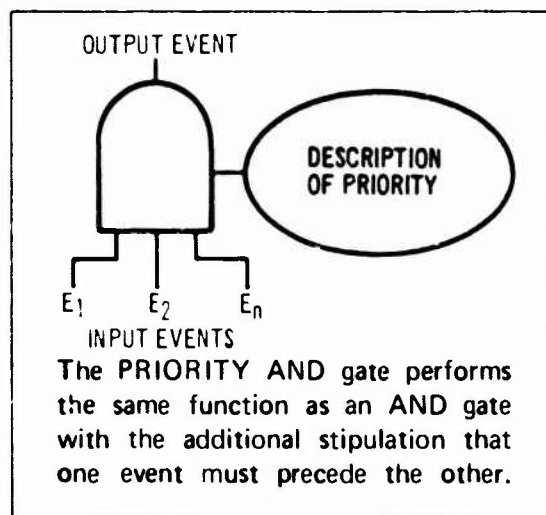 OUTPUT EVENT
DESCRIPTION
OF PRIORITY
E1 E2 En
INPUT EVENTS
The PRIORITY AND gate performs
the same function as an AND gate
with the additional stipulation that
one event must precede the other.